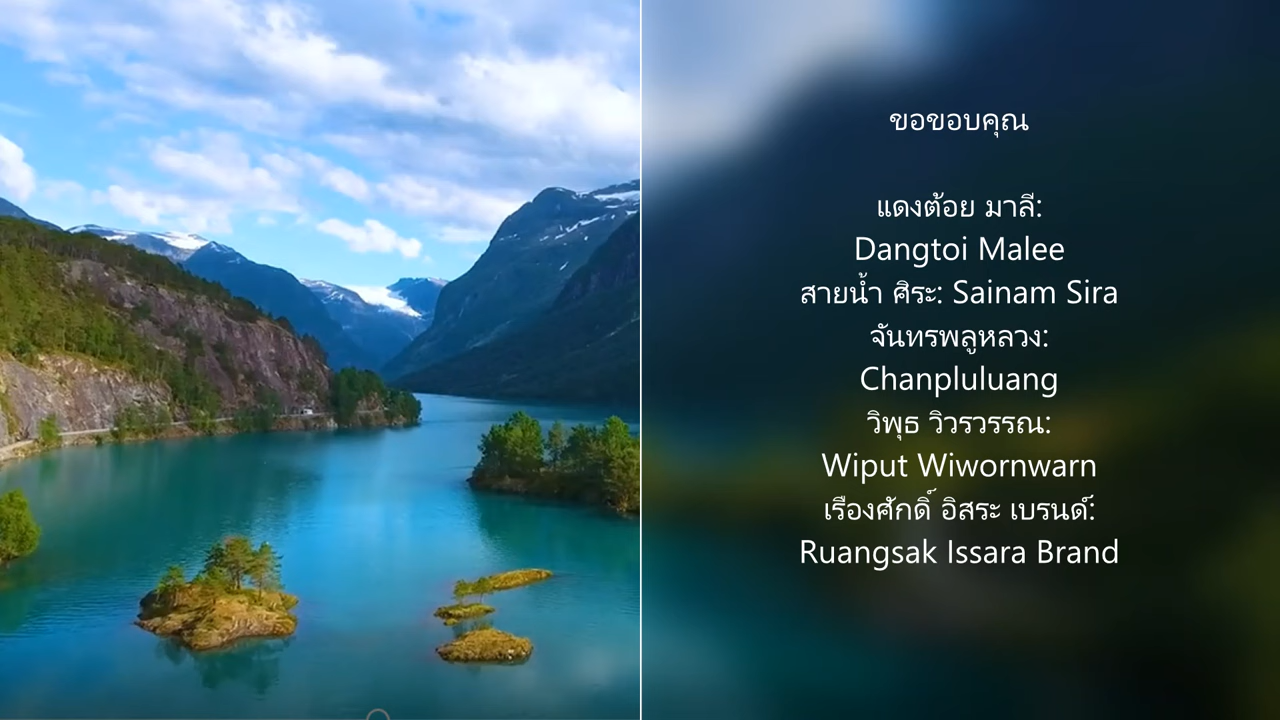 ขอขอบคุณ
แดงต้อย มาลี:
Dangtoi Malee
สายน้ำ ศิระ: Sainam Sira
จันทรพลูหลวง:
Chanpluluang
วิพุธ วิวรวรรณ:
Wiput Wiwornwarn
เรืองศักดิ์ อิสระ เบรนด์:
Ruangsak Issara Brand